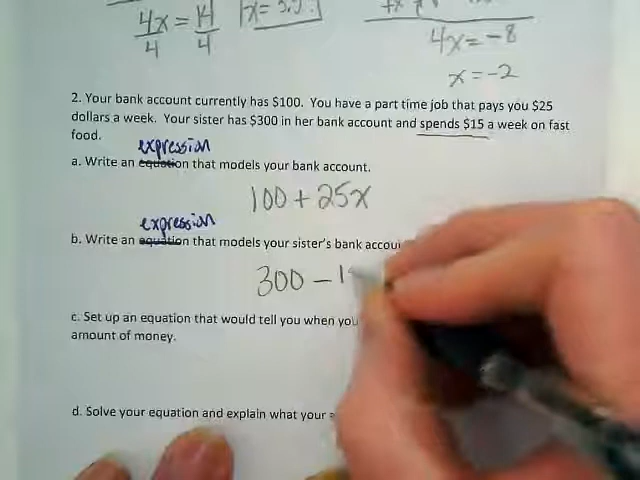 4x = 14
4 4
4x = -8
x = -2
2. Your bank account currently has $100. You have a part time job that pays you $25
dollars a week. Your sister has $300 in her bank account and spends $15 a week on fast
food.
expression
a. Write an equation that models your bank account.
100 + 25x
expression
b. Write an equation that models your sister's bank accou
300 - 1
c. Set up an equation that would tell you when you
amount of money.
d. Solve your equation and explain what your